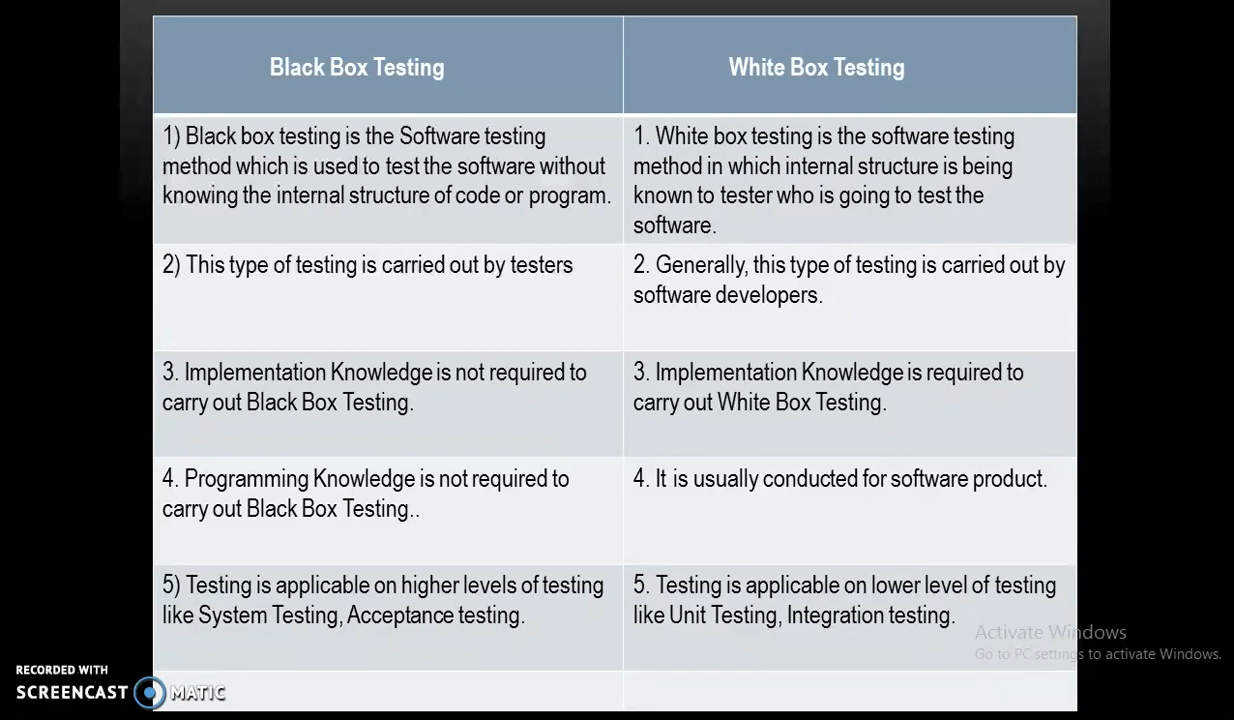 Black Box Testing
White Box Testing
1) Black box testing is the Software testing
method which is used to test the software without
knowing the internal structure of code or program.
1. White box testing is the software testing
method in which internal structure is being
known to tester who is going to test the
software.
2) This type of testing is carried out by testers
2. Generally, this type of testing is carried out by
software developers.
3. Implementation Knowledge is not required to
carry out Black Box Testing.
3. Implementation Knowledge is required to
carry out White Box Testing.
4. Programming Knowledge is not required to
carry out Black Box Testing..
4. It is usually conducted for software product.
5) Testing is applicable on higher levels of testing
like System Testing, Acceptance testing.
5. Testing is applicable on lower level of testing
like Unit Testing, Integration testing.
Activate Windows
Go to PC settings to activate Windows.
RECORDED WITH
SCREENCAST MATIC